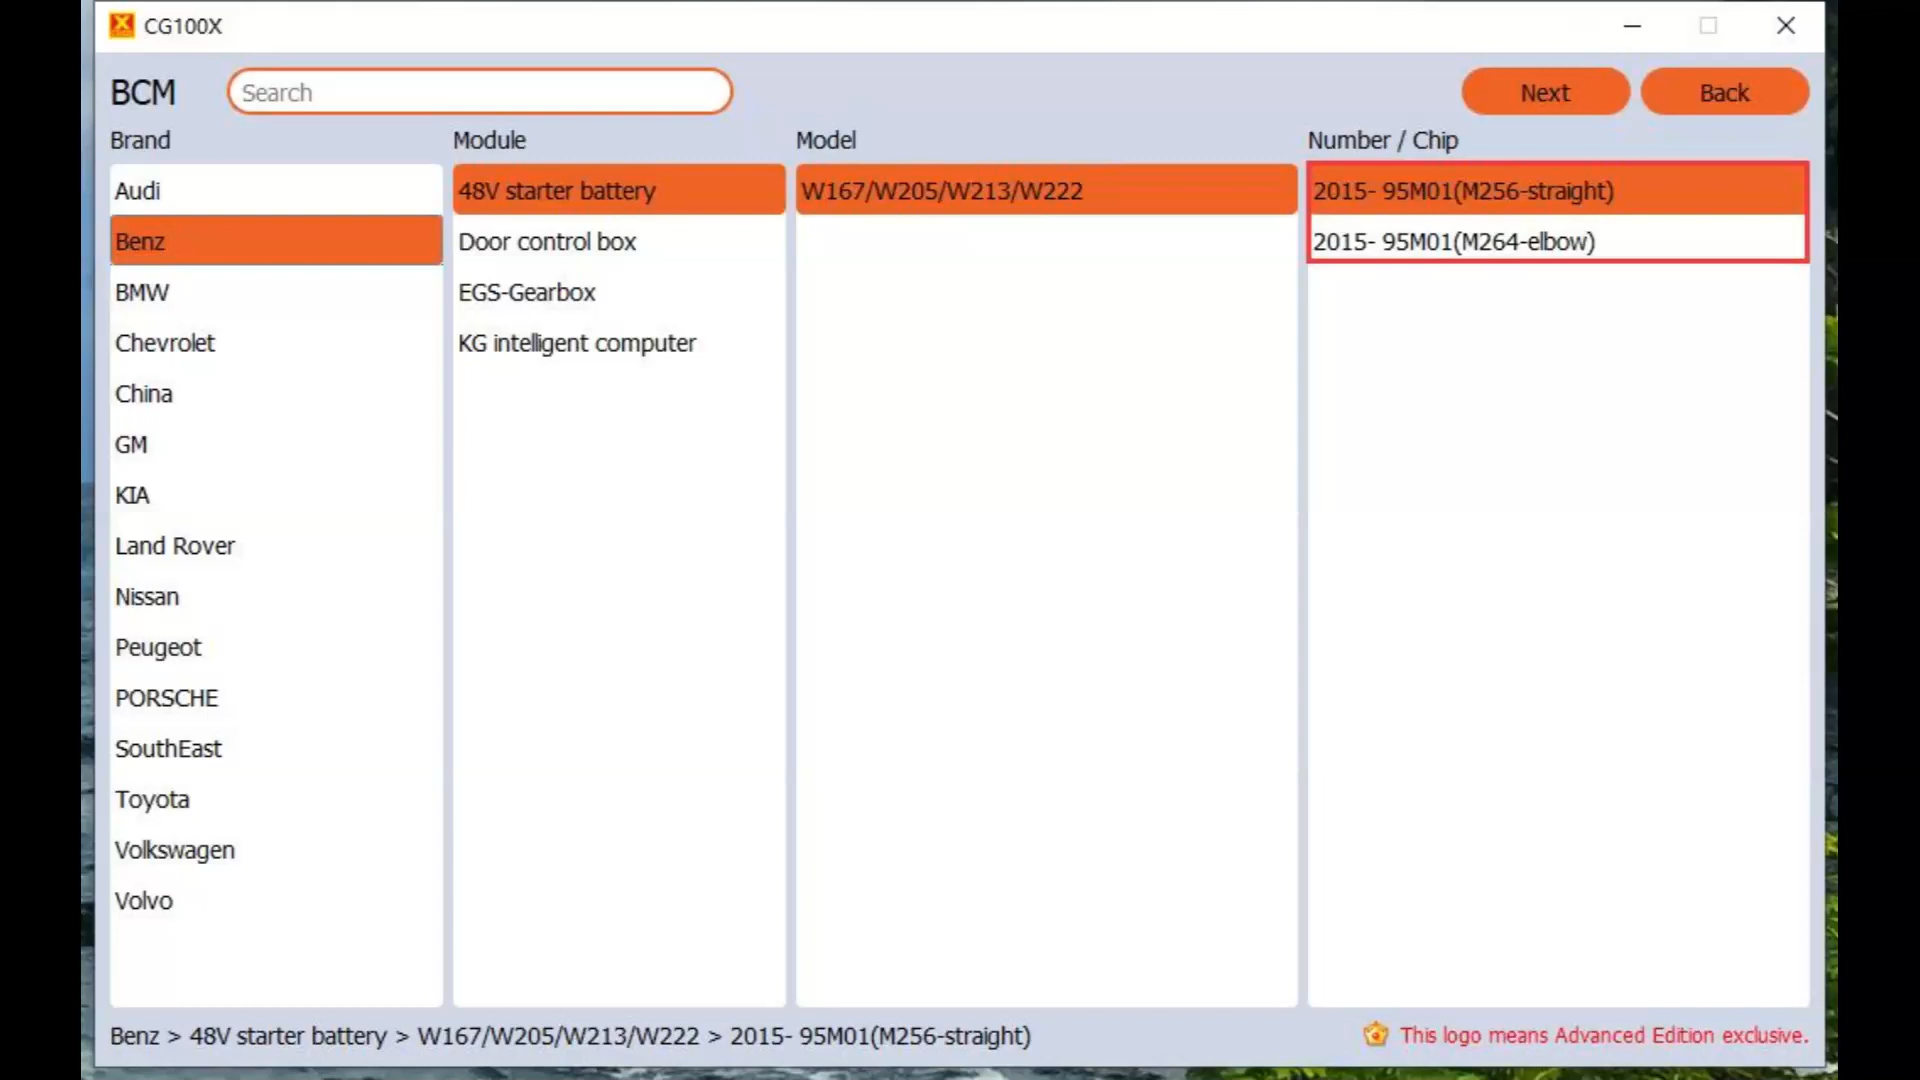 CG100X
BCM
Search
Next
Back
Brand
Module
Model
Number / Chip
Audi
Benz
BMW
Chevrolet
China
GM
KIA
Land Rover
Nissan
Peugeot
PORSCHE
SouthEast
Toyota
Volkswagen
Volvo
48V starter battery
Door control box
EGS-Gearbox
KG intelligent computer
W167/W205/W213/W222
2015- 95M01(M256-straight)
2015- 95M01(M264-elbow)
Benz > 48V starter battery > W167/W205/W213/W222 > 2015- 95M01(M256-straight)
This logo means Advanced Edition exclusive.